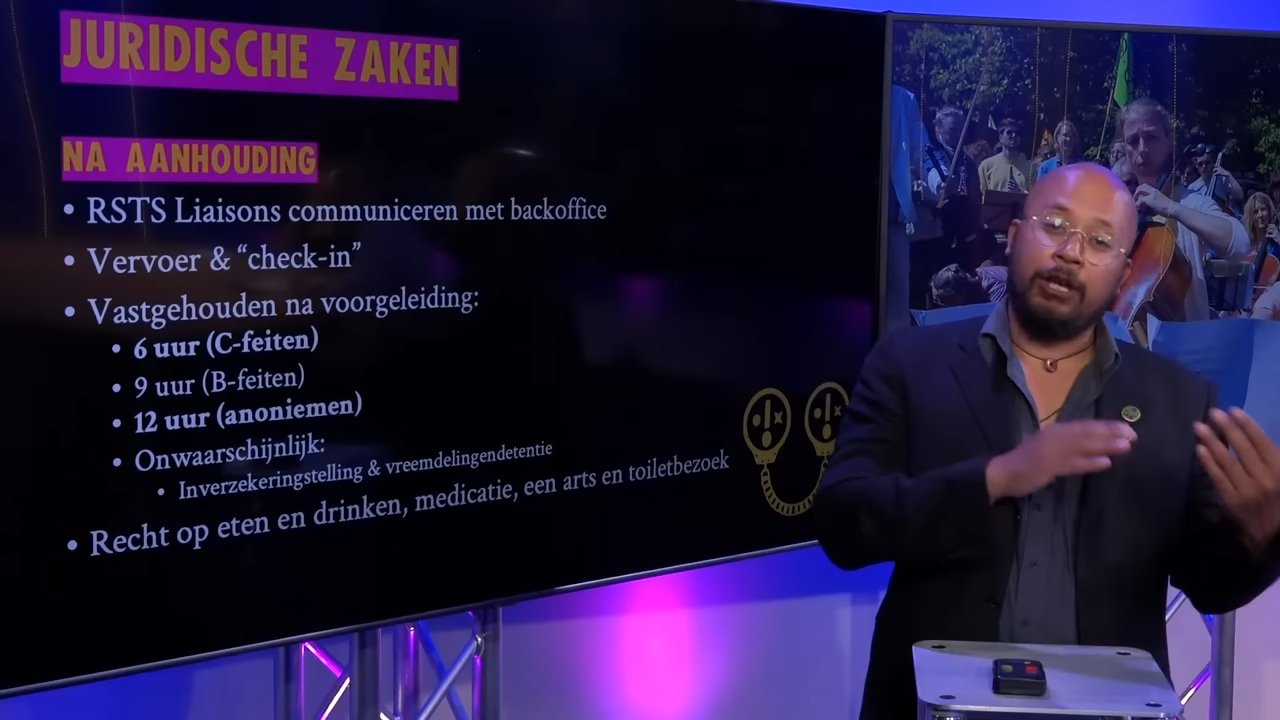 JURIDISCHE ZAKEN
NA AANHOUDING
• RSTS Liaisons communiceren met backoffice
• Vervoer & “check-in”
• Vastgehouden na voorgeleiding:
• 6 uur (C-feiten)
• 9 uur (B-feiten)
• 12 uur (anoniemen)
• Onwaarschijnlijk:
• Inverzekeringstelling & vreemdelingendetentie
• Recht op eten en drinken, medicatie, een arts en toiletbezoek